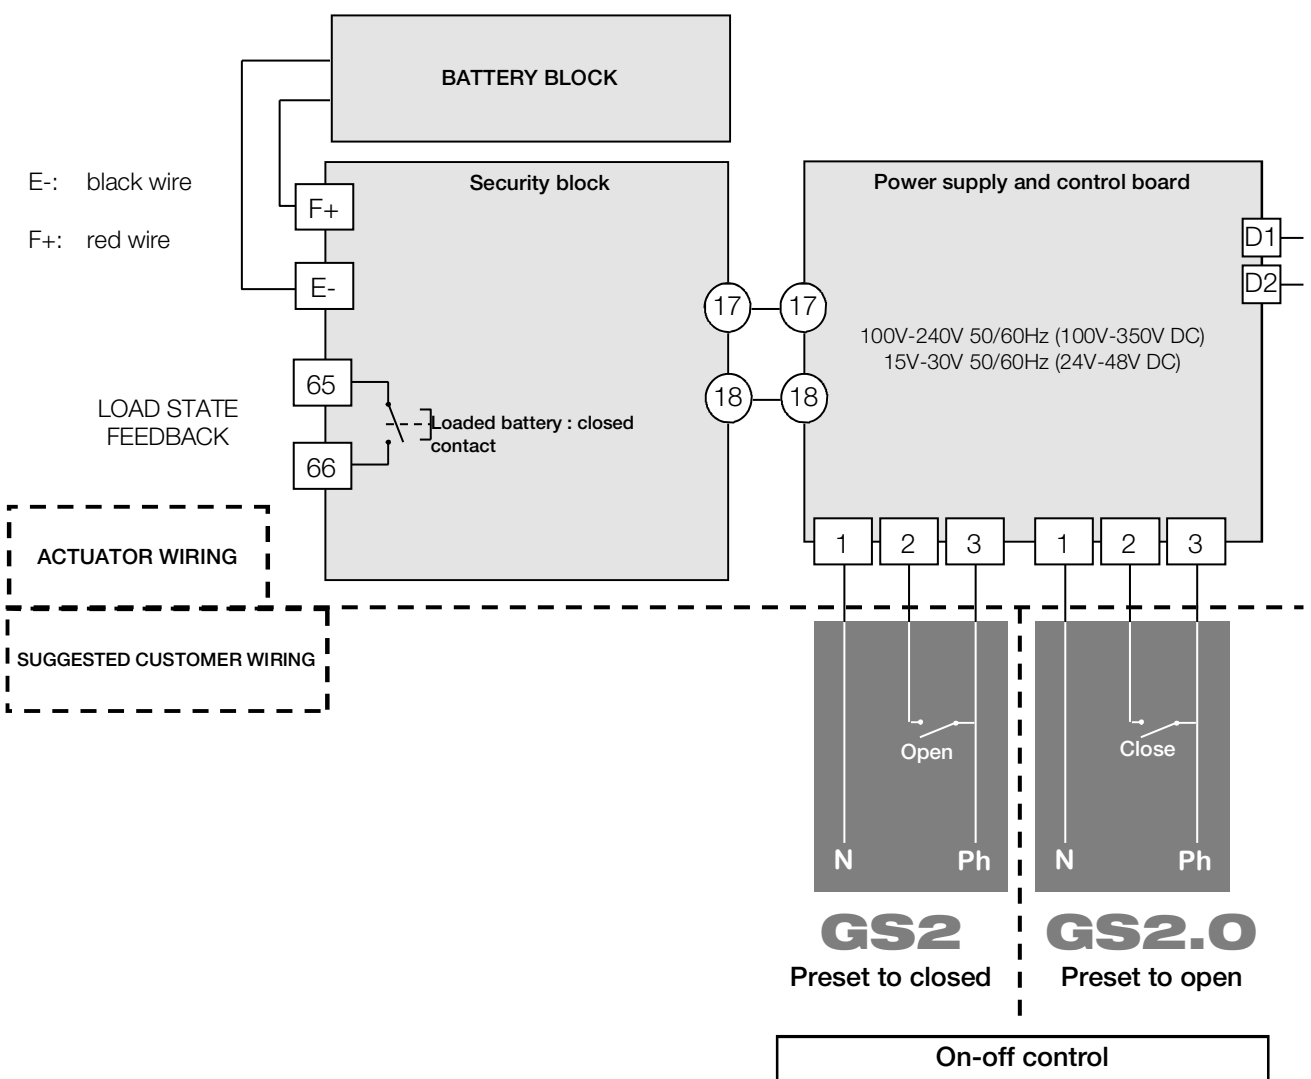 BATTERY BLOCK
E-: black wire
F+: red wire
F+
E-
Security block
Power supply and control board
D1
D2
17
17
18
18
100V-240V 50/60Hz (100V-350V DC)
15V-30V 50/60Hz (24V-48V DC)
65
66
LOAD STATE
FEEDBACK
Loaded battery : closed
contact
1
2
3
1
2
3
ACTUATOR WIRING
SUGGESTED CUSTOMER WIRING
Open
Close
N
Ph
N
Ph
GS2
GS2.0
Preset to closed
Preset to open
On-off control